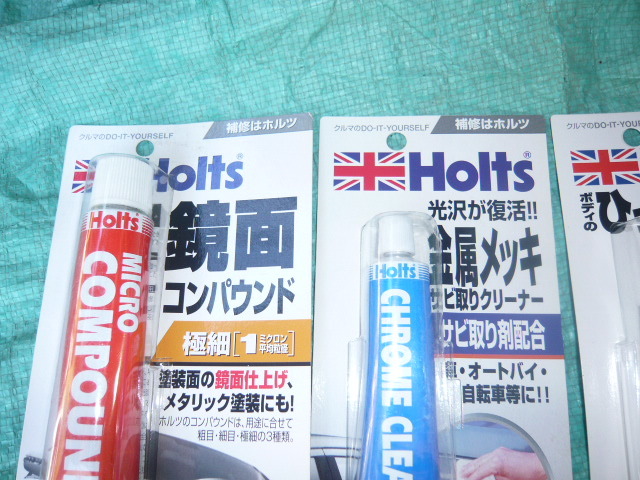 クルマのDO-IT-YOURSELF
補修はホルツ
Holts
鏡面
コンパウンド
極細[1ミクロン平均粒径]
塗装面の鏡面仕上げ、
メタリック塗装にも!
ホルツのコンパウンドは、用途に合せて
粗目・細目・極細の3種類。
Holts
MICRO
COMPOUN
クルマのDO-IT-YOURSELF
補修はホルツ
Holts
光沢が復活!!
金属メッキ
サビ取りクリーナー
サビ取り剤配合
・オートバイ・
自転車等に!!
Holts
CHROME CLEA
クルマのDO-IT-YO
ボディの
ひ